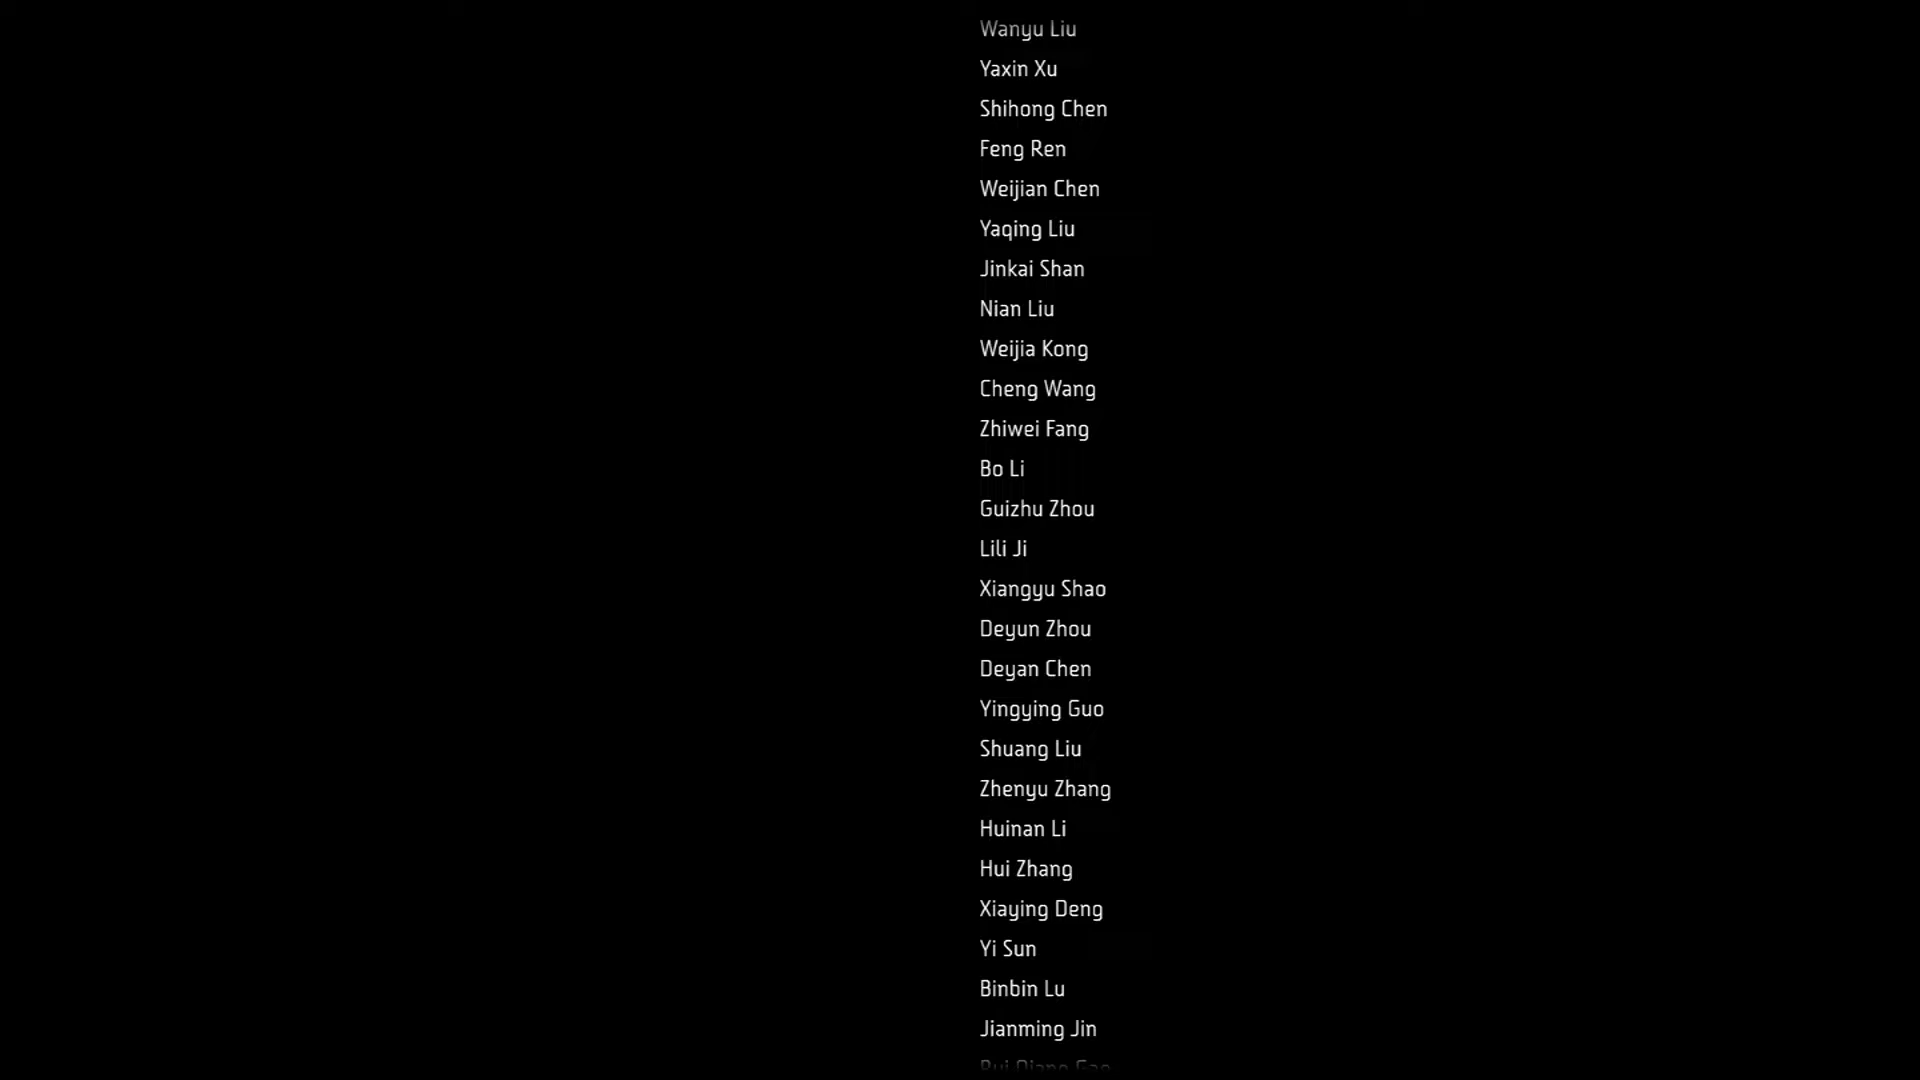 Wanyu Liu
Yaxin Xu
Shihong Chen
Feng Ren
Weijian Chen
Yaqing Liu
Jinkai Shan
Nian Liu
Weijia Kong
Cheng Wang
Zhiwei Fang
Bo Li
Guizhu Zhou
Lili Ji
Xiangyu Shao
Deyun Zhou
Deyan Chen
Yingying Guo
Shuang Liu
Zhenyu Zhang
Huinan Li
Hui Zhang
Xiaying Deng
Yi Sun
Binbin Lu
Jianming Jin